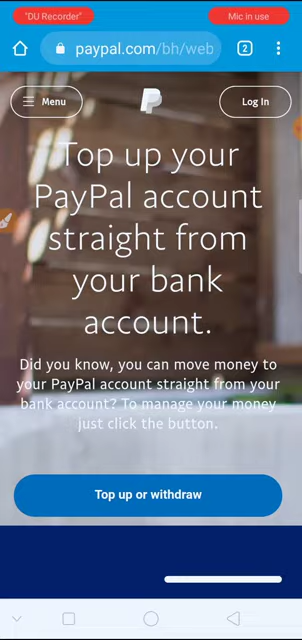 "DU Recorder"
Mic in use
paypal.com/bh/web
2
Menu
Log In
Top up your
PayPal account
straight from
your bank
account.
Did you know, you can move money to
your PayPal account straight from your
bank account? To manage your money
just click the button.
Top up or withdraw